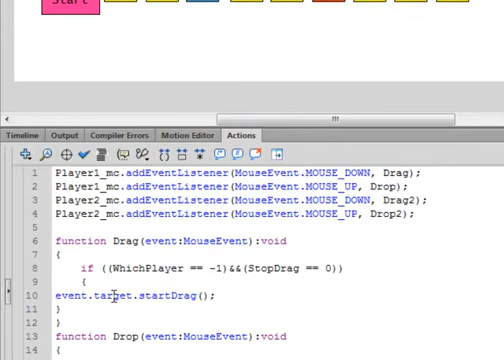 Start
Timeline Output Compiler Errors Motion Editor Actions
1 Player1_mc.addEventListener(MouseEvent.MOUSE_DOWN, Drag);
2 Player1_mc.addEventListener(MouseEvent.MOUSE_UP, Drop);
3 Player2_mc.addEventListener(MouseEvent.MOUSE_DOWN, Drag2);
4 Player2_mc.addEventListener(MouseEvent.MOUSE_UP, Drop2);
5
6 function Drag(event:MouseEvent):void
7 {
8 if ((WhichPlayer == -1)&&(StopDrag == 0))
9 {
10 event.target.startDrag();
11 }
12 }
13 function Drop(event:MouseEvent):void
14 {